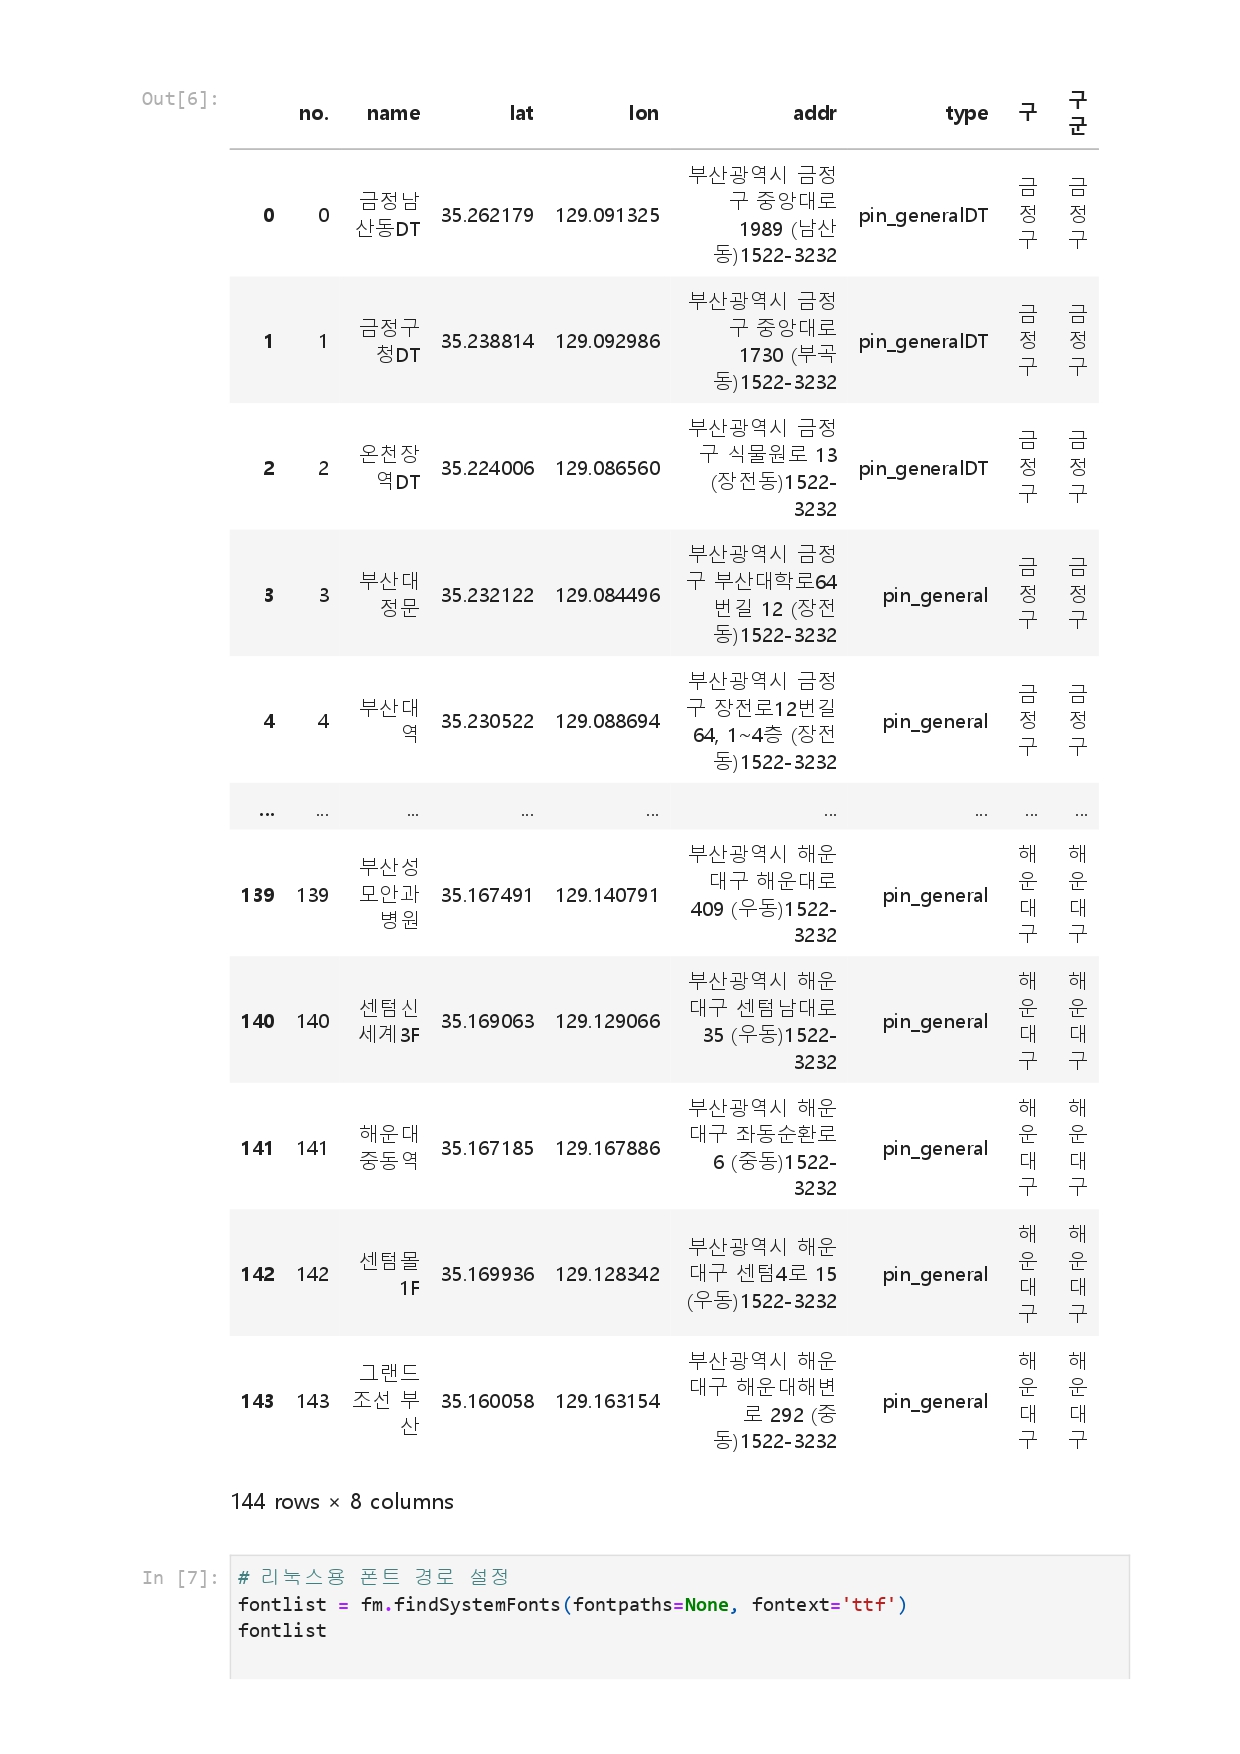 Out[6]:
no. name lat lon addr type 구 구군
0 0 금정남산동DT 35.262179 129.091325 부산광역시 금정구 중앙대로 1989 (남산동)1522-3232 pin_generalDT 금정구 금정구
1 1 금정구청DT 35.238814 129.092986 부산광역시 금정구 중앙대로 1730 (부곡동)1522-3232 pin_generalDT 금정구 금정구
2 2 온천장역DT 35.224006 129.086560 부산광역시 금정구 식물원로 13 (장전동)1522-3232 pin_generalDT 금정구 금정구
3 3 부산대정문 35.232122 129.084496 부산광역시 금정구 부산대학로64번길 12 (장전동)1522-3232 pin_general 금정구 금정구
4 4 부산대역 35.230522 129.088694 부산광역시 금정구 장전로12번길 64, 1~4층 (장전동)1522-3232 pin_general 금정구 금정구
... ... ... ... ... ... ... ... ...
139 139 부산성모안과병원 35.167491 129.140791 부산광역시 해운대구 해운대로 409 (우동)1522-3232 pin_general 해운대구 해운대구
140 140 센텀신세계3F 35.169063 129.129066 부산광역시 해운대구 센텀남대로 35 (우동)1522-3232 pin_general 해운대구 해운대구
141 141 해운대중동역 35.167185 129.167886 부산광역시 해운대구 좌동순환로 6 (중동)1522-3232 pin_general 해운대구 해운대구
142 142 센텀몰1F 35.169936 129.128342 부산광역시 해운대구 센텀4로 15 (우동)1522-3232 pin_general 해운대구 해운대구
143 143 그랜드조선 부산 35.160058 129.163154 부산광역시 해운대구 해운대해변로 292 (중동)1522-3232 pin_general 해운대구 해운대구
144 rows × 8 columns
In [7]:
# 리눅스용 폰트 경로 설정
fontlist = fm.findSystemFonts(fontpaths=None, fontext='ttf')
fontlist